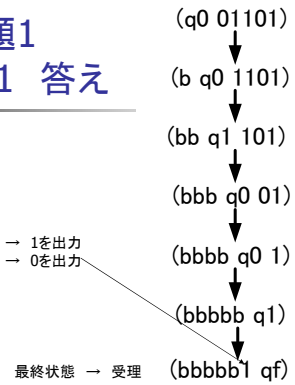 題1
1 答え
(q0 01101)
(b q0 1101)
(bb q1 101)
(bbb q0 01)
(bbbb q0 1)
(bbbbb q1)
(bbbbb1 qf)
→ 1を出力
→ 0を出力
最終状態 → 受理